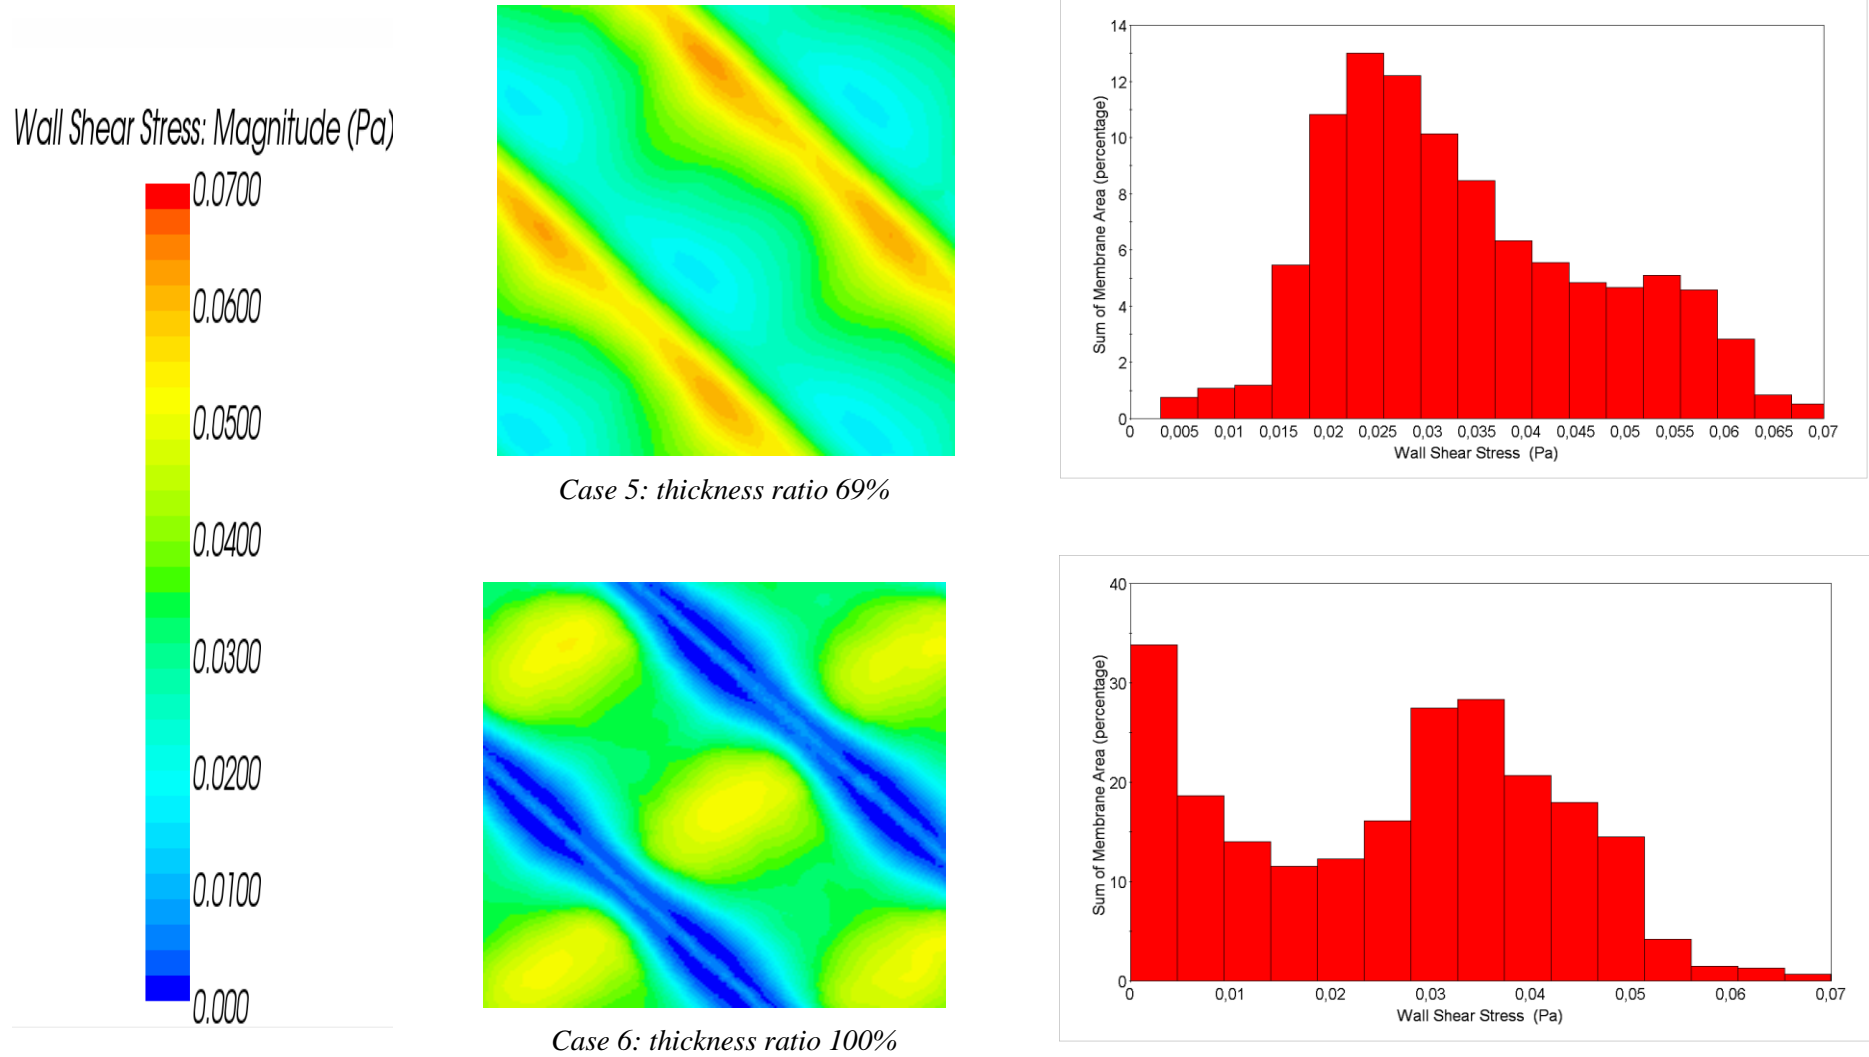 Wall Shear Stress: Magnitude (Pa)
0.0700
0.0600
0.0500
0.0400
0.0300
0.0200
0.0100
0.000
Case 5: thickness ratio 69%
14
12
10
8
6
4
2
0
Sum of Membrane Area (percentage)
0 0,005 0,01 0,015 0,02 0,025 0,03 0,035 0,04 0,045 0,05 0,055 0,06 0,065 0,07
Wall Shear Stress (Pa)
Case 6: thickness ratio 100%
40
30
20
10
0
Sum of Membrane Area (percentage)
0 0,01 0,02 0,03 0,04 0,05 0,06 0,07
Wall Shear Stress (Pa)